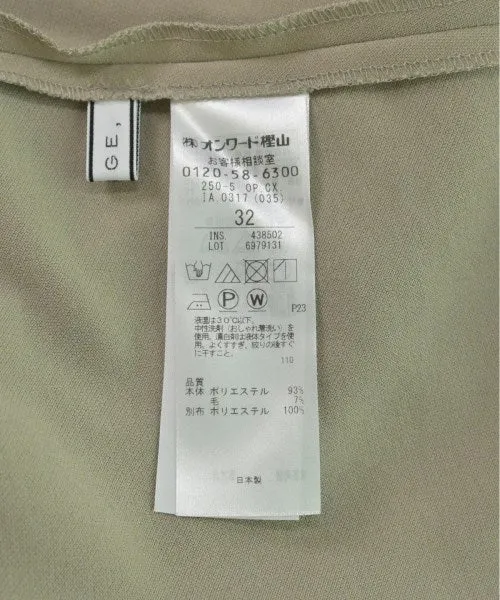 GE,
㈱オンワード樫山
お客様相談室
0120-58-6300
250-5 OP.CX.
IA.0317(035)
32
INS. 438502
LOT 6979131
P
W
P23
液温は30℃以下。
中性洗剤(おしゃれ着洗い)を
使用。漂白剤は液体タイプを使
用。よくすすぎ、絞りの後すぐ
に干すこと。
110
品質
本体 ポリエステル 93%
毛 7%
別布 ポリエステル 100%
日本製